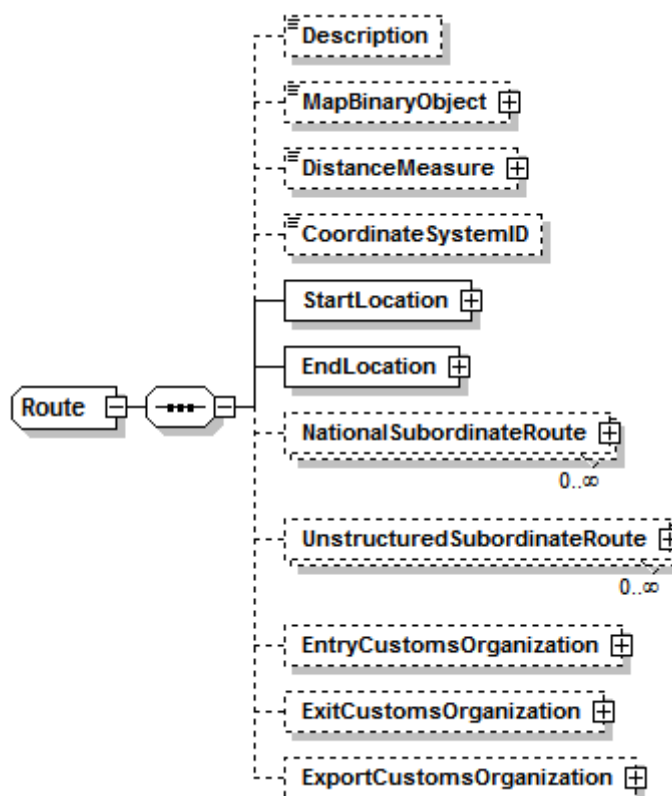 Description
MapBinaryObject
DistanceMeasure
CoordinateSystemID
StartLocation
EndLocation
Route
NationalSubordinateRoute
0..∞
UnstructuredSubordinateRoute
0..∞
EntryCustomsOrganization
ExitCustomsOrganization
ExportCustomsOrganization